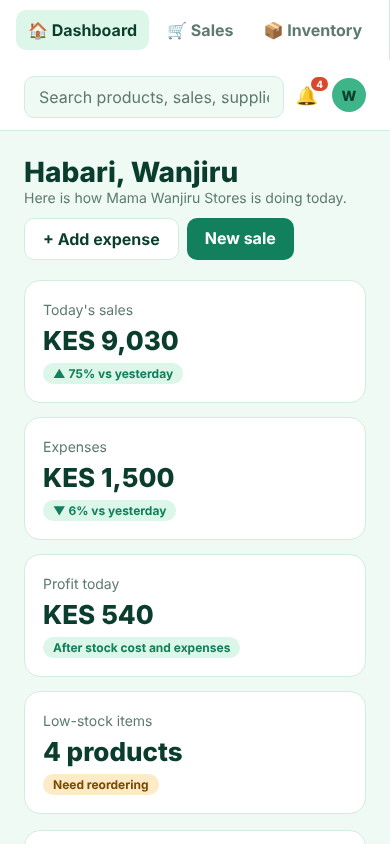 🏠 Dashboard 🛒 Sales 📦 Inventory
Search products, sales, supplie
🔔 4 W
Habari, Wanjiru
Here is how Mama Wanjiru Stores is doing today.
+ Add expense New sale
Today's sales
KES 9,030
▲ 75% vs yesterday
Expenses
KES 1,500
▼ 6% vs yesterday
Profit today
KES 540
After stock cost and expenses
Low-stock items
4 products
Need reordering